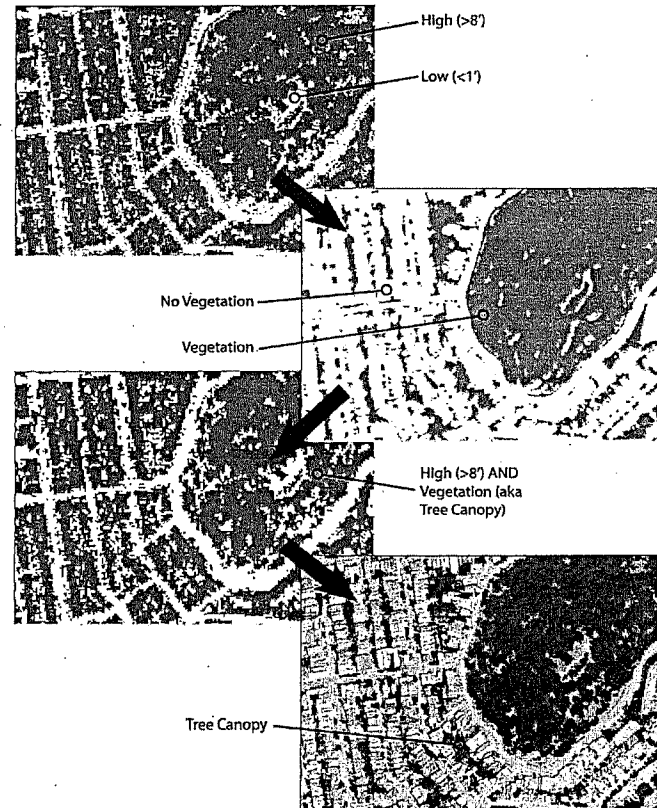 High (>8')
Low (<1')
No Vegetation
Vegetation
High (>8') AND
Vegetation (aka
Tree Canopy)
Tree Canopy